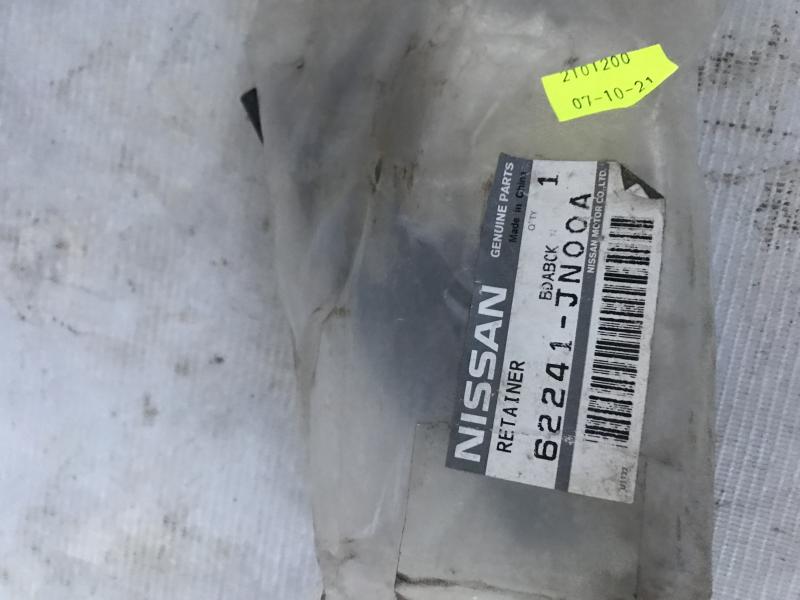 2101200
07-10-21
NISSAN GENUINE PARTS
Made in China
RETAINER Q'TY 1
BDABCK
62241-JN00A
NISSAN MOTOR CO.,LTD.